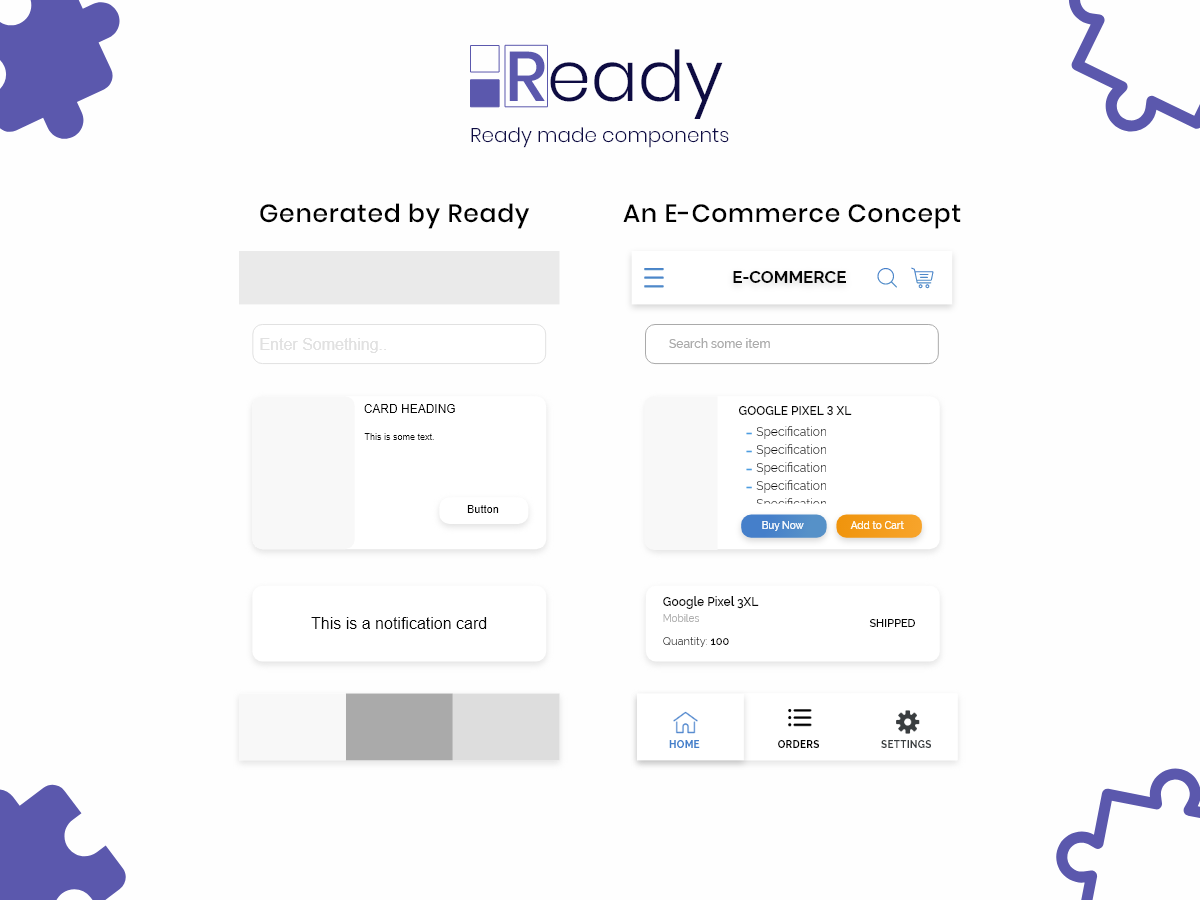 Ready
Ready made components
Generated by Ready
Enter Something..
CARD HEADING
This is some text.
Button
This is a notification card
An E-Commerce Concept
E-COMMERCE
Search some item
GOOGLE PIXEL 3 XL
– Specification
– Specification
– Specification
– Specification
Specification
Buy Now
Add to Cart
Google Pixel 3XL
Mobiles
Quantity: 100
SHIPPED
HOME
ORDERS
SETTINGS